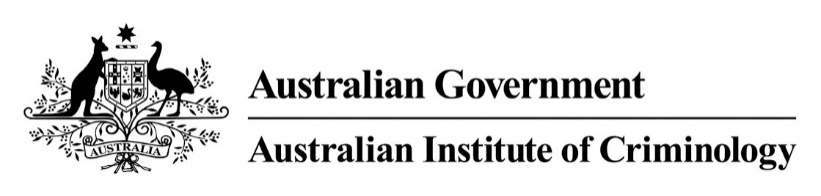 Australian Government
Australian Institute of Criminology
AUSTRALIA